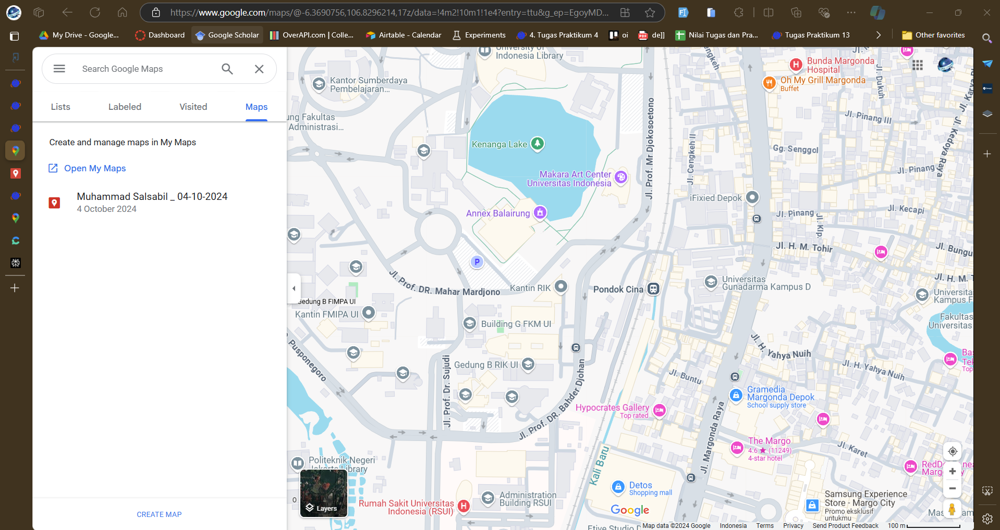 https://www.google.com/maps/@-6.3690756,106.8296214,17z/data=!4m2!10m1!1e4?entry=ttu&g_ep=EgoyMD...
My Drive - Google...
Dashboard
Google Scholar
OverAPI.com | Colle...
Airtable - Calendar
Experiments
4. Tugas Praktikum 4
oi
de]]
Nilai Tugas dan Pra...
Tugas Praktikum 13
Other favorites
Search Google Maps
Lists
Labeled
Visited
Maps
Create and manage maps in My Maps
Open My Maps
Muhammad Salsabil _ 04-10-2024
4 October 2024
CREATE MAP
University of
Indonesia Library
Kantor Sumberdaya
Pembelajaran...
ung Fakultas
Administrasi...
Kenanga Lake
Makara Art Center
Universitas Indonesia
Annex Balairung
P
Jl. Prof. DR. Mahar Mardjono
Kantin RIK
Gedung B FIMPA UI
Kantin FMIPA UI
Building G FKM UI
Gedung B RIK UI
Pusponegoro
Jl. Prof. Dr. Sujudi
Jl. Prof. DR. Bahder Djohan
Jl. Prof. Mr Djokosoetono
Politeknik Negeri
Jakarta Library
Layers
0
Rumah Sakit Universitas
Indonesia (RSUI)
H
Administration
Building RSUI
Pondok Cina
Hypocrates Gallery
Top rated
Kali Baru
Detos
Shopping mall
Google
H
Bunda Margonda
Hospital
Oh My Grill Margonda
Buffet
engkeh
Jl. Dukuh
Jl. Pinang III
Jl. Kedoya Raya
Gg. Senggol
Jl. Pinang
Jl. Cengkeh II
iFixied Depok
Jl. Pinang
Jl. Kecapi
Jl. Klp.
Jl. H. M. Tohir
Jl. Bungu
Jl. H. M. T
Universitas
Gunadarma Kampus D
Universita
Kampus F
Fakultas
Universitas
Jl. H. Yahya Nuih
Jl. H. Yahya Nuih
Jl. Buntu
Gramedia
Margonda Depok
School supply store
Jl. Margonda Raya
The Margo
4.6 ★ (11249)
4-star hotel
Jl. Karet
Top
Samsung Experience
Store - Margo City
Promo eksklusif
untukmu
Etive Studio D
Map data ©2024 Google
Indonesia
Terms
Privacy
Send Product Feedback
100 m